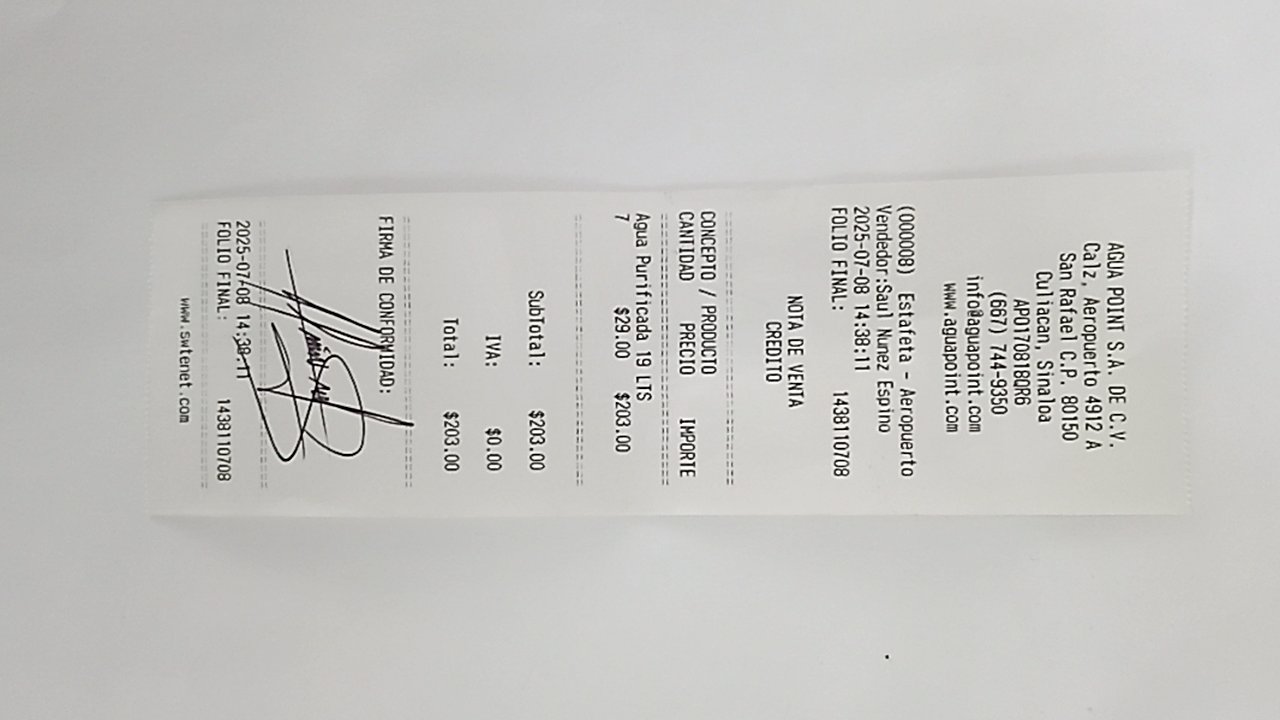 AGUA POINT S.A. DE C.V.
Calz, Aeropuerto 4912 A
San Rafael C.P. 80150
Culiacan, Sinaloa
APO170818QR8
(667) 744-9350
info@aguapoint.com
www.aguapoint.com
(000008) Estafeta - Aeropuerto
Vendedor:Saul Nunez Espino
2025-07-08 14:38:11
FOLIO FINAL: 1438110708
NOTA DE VENTA
CREDITO
CONCEPTO / PRODUCTO
CANTIDAD PRECIO IMPORTE
Agua Purificada 19 LTS
7 $29.00 $203.00
SubTotal: $203.00
IVA: $0.00
Total: $203.00
FIRMA DE CONFORMIDAD:
2025-07-08 14:38:11
FOLIO FINAL: 1438110708
www.swtenet.com